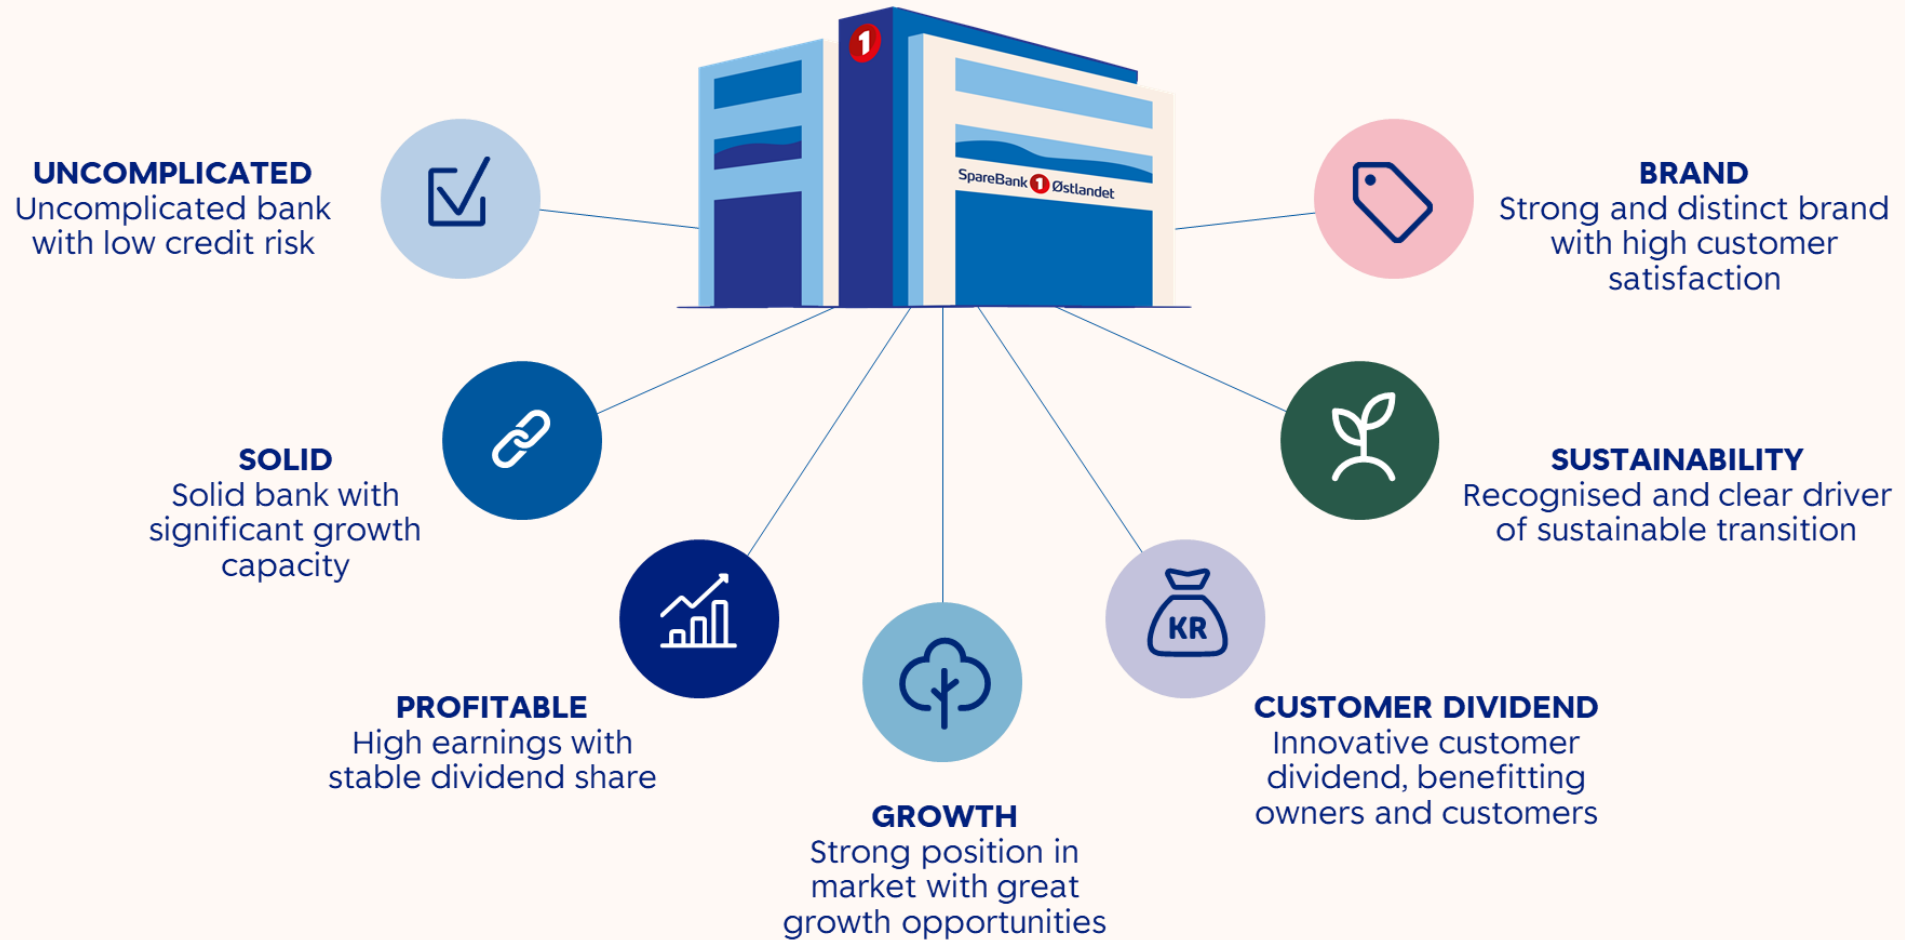 1
SpareBank 1 Østlandet
UNCOMPLICATED
Uncomplicated bank
with low credit risk
SOLID
Solid bank with
significant growth
capacity
PROFITABLE
High earnings with
stable dividend share
GROWTH
Strong position in
market with great
growth opportunities
KR
CUSTOMER DIVIDEND
Innovative customer
dividend, benefitting
owners and customers
SUSTAINABILITY
Recognised and clear driver
of sustainable transition
BRAND
Strong and distinct brand
with high customer
satisfaction